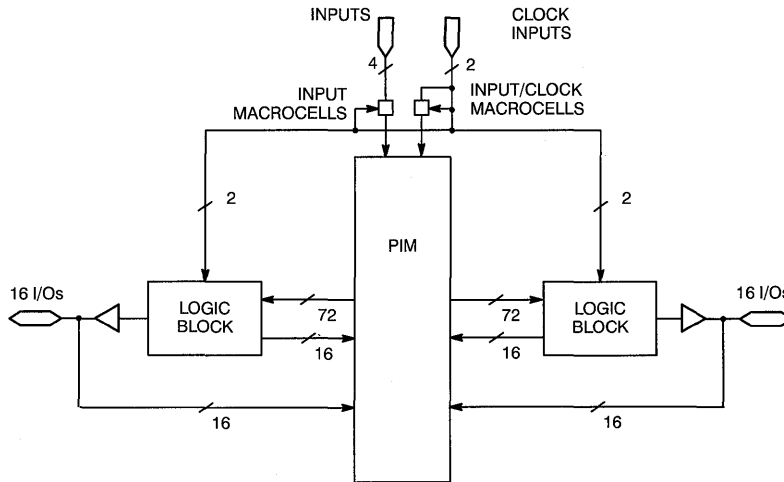 INPUTS
CLOCK
INPUTS
4
2
INPUT
MACROCELLS
INPUT/CLOCK
MACROCELLS
2
2
PIM
16 I/Os
LOGIC
BLOCK
72
16
72
16
LOGIC
BLOCK
16 I/Os
16
16